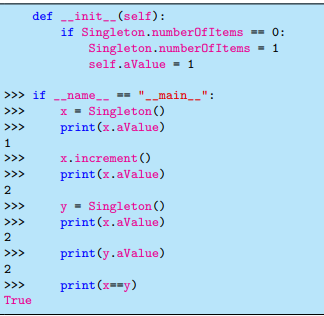 def __init__(self):
if Singleton.numberOfItems == 0:
Singleton.numberOfItems = 1
self.aValue = 1
>>> if __name__ == "__main__":
>>> x = Singleton()
>>> print(x.aValue)
1
>>> x.increment()
>>> print(x.aValue)
2
>>> y = Singleton()
>>> print(x.aValue)
2
>>> print(y.aValue)
2
>>> print(x==y)
True